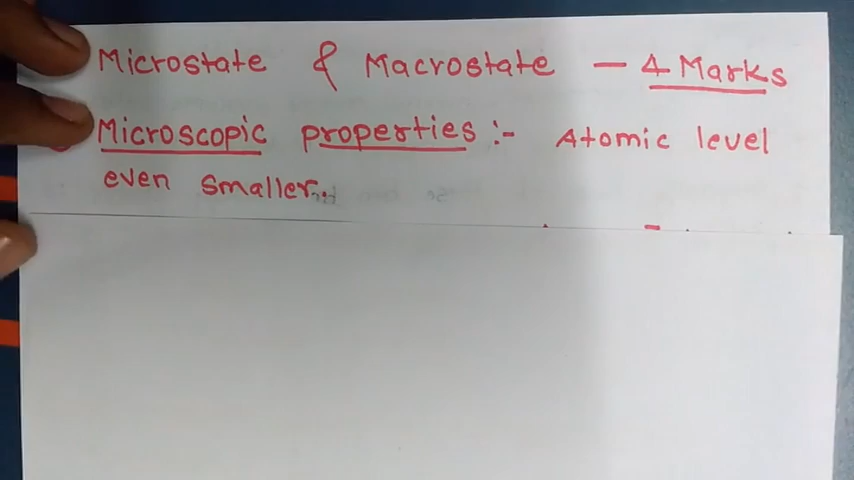 Microstate & Macrostate - 4 Marks
Microscopic properties :- Atomic level
even smaller.